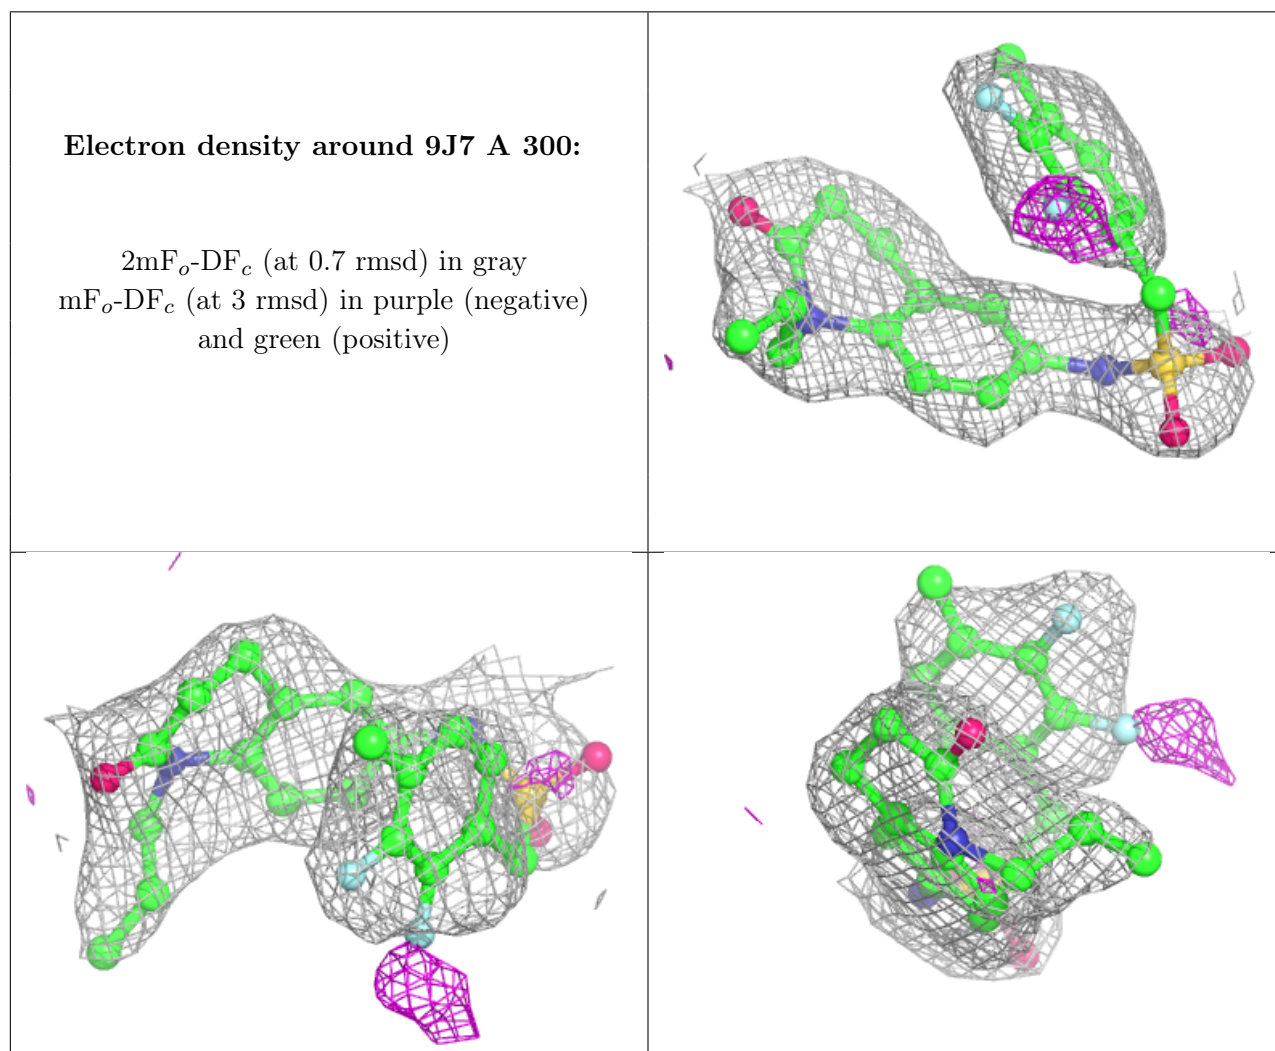 Electron density around 9J7 A 300:
2mFₒ-DF𝒸 (at 0.7 rmsd) in gray
mFₒ-DF𝒸 (at 3 rmsd) in purple (negative)
and green (positive)